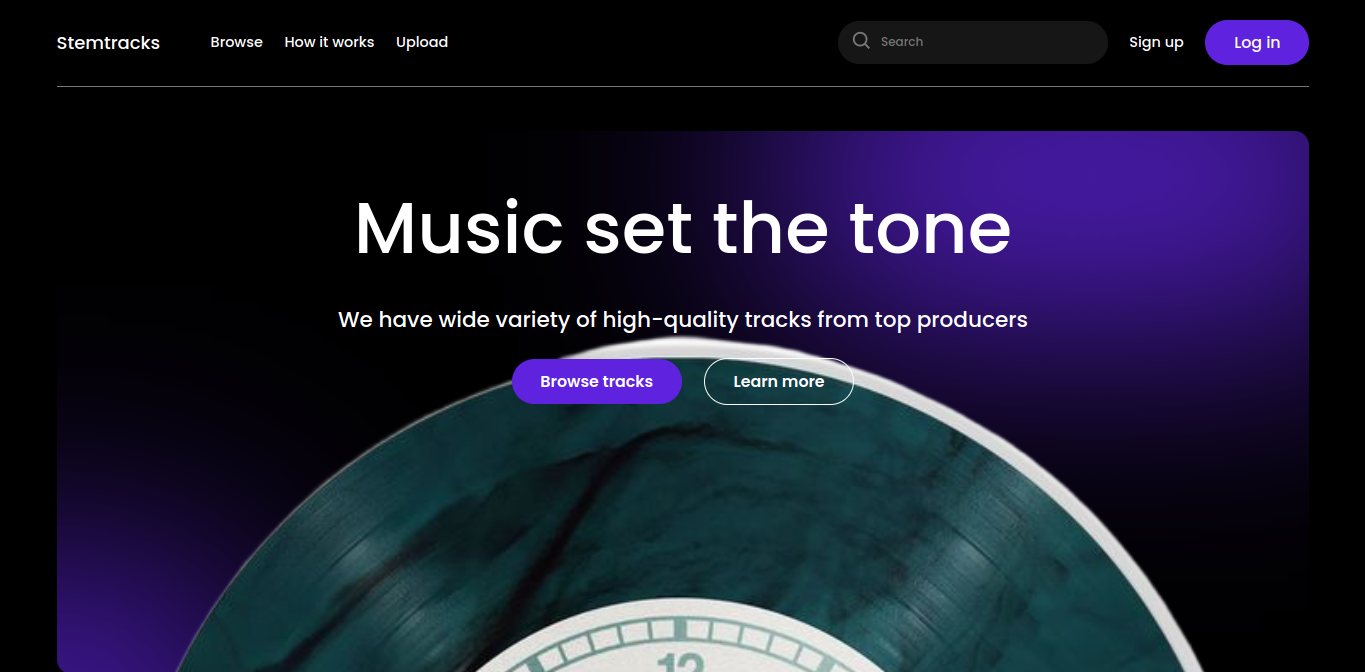 Stemtracks
Browse
How it works
Upload
Search
Sign up
Log in
Music set the tone
We have wide variety of high-quality tracks from top producers
Browse tracks
Learn more
12